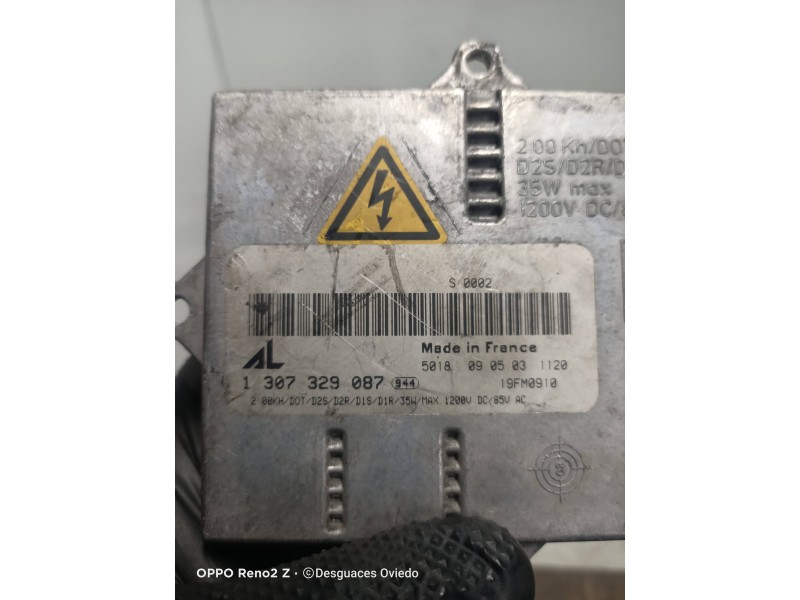 2.00 Kh/DOT
D2S/D2R/D
35W max
1200V DC/8
S 0002
AL
Made in France
5018 09 05 03 1120
1 307 329 087 944
19FM0910
2.00KH/DOT/D2S/D2R/D1S/D1R/35W/MAX 1200V DC/85V AC
OPPO Reno2 Z · ©Desguaces Oviedo